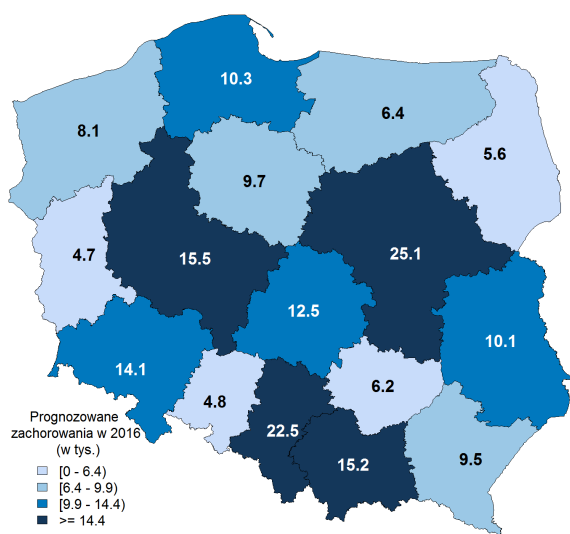 10.3
6.4
8.1
5.6
9.7
4.7
15.5
25.1
12.5
10.1
14.1
6.2
4.8
22.5
15.2
9.5
Prognozowane
zachorowania w 2016
(w tys.)
[0 - 6.4)
[6.4 - 9.9)
[9.9 - 14.4)
>= 14.4